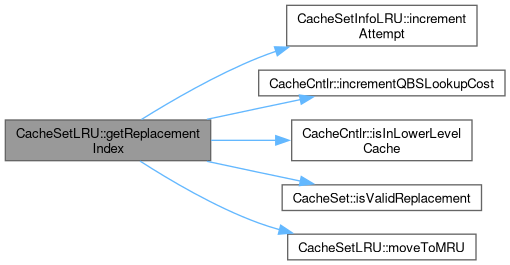 CacheSetLRU::getReplacement
Index
CacheSetInfoLRU::increment
Attempt
CacheCntlr::incrementQBSLookupCost
CacheCntlr::isInLowerLevel
Cache
CacheSet::isValidReplacement
CacheSetLRU::moveToMRU